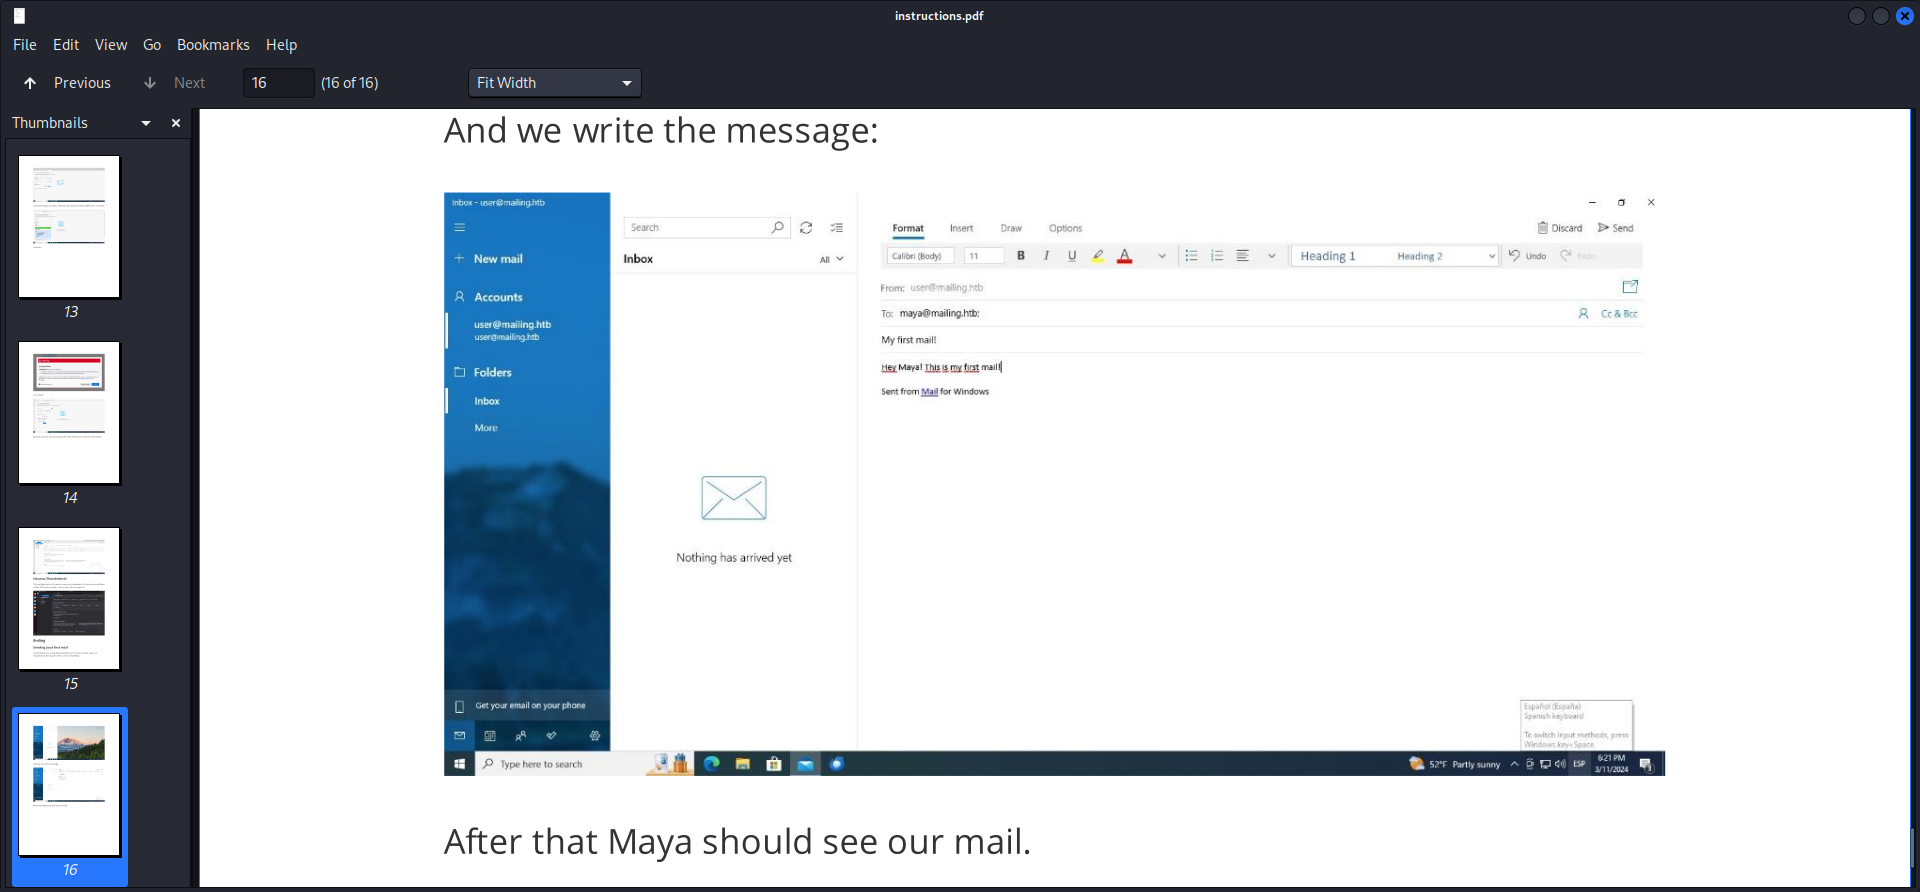 instructions.pdf
File Edit View Go Bookmarks Help
Previous Next 16 (16 of 16) Fit Width
Thumbnails
13
14
15
16
And we write the message:
Inbox - user@mailing.htb
Search
New mail
Inbox
All
Accounts
user@mailing.htb
user@mailing.htb
Folders
Inbox
More
Nothing has arrived yet
Get your email on your phone
Format Insert Draw Options
Discard Send
Calibri (Body) 11 B I U A Heading 1 Heading 2 Undo Redo
From: user@mailing.htb
To: maya@mailing.htb;
Cc & Bcc
My first mail!
Hey Maya! This is my first mail!
Sent from Mail for Windows
Español (España)
Spanish keyboard
To switch input methods, press
Windows key+Space.
Type here to search
52°F Partly sunny
ESP
6:21 PM
3/11/2024
After that Maya should see our mail.